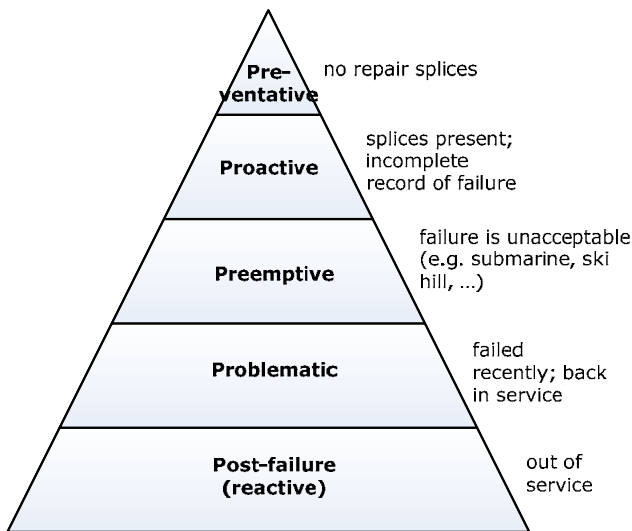 Pre-
ventative
no repair splices
Proactive
splices present;
incomplete
record of failure
Preemptive
failure is unacceptable
(e.g. submarine, ski
hill, ...)
Problematic
failed
recently; back
in service
Post-failure
(reactive)
out of
service